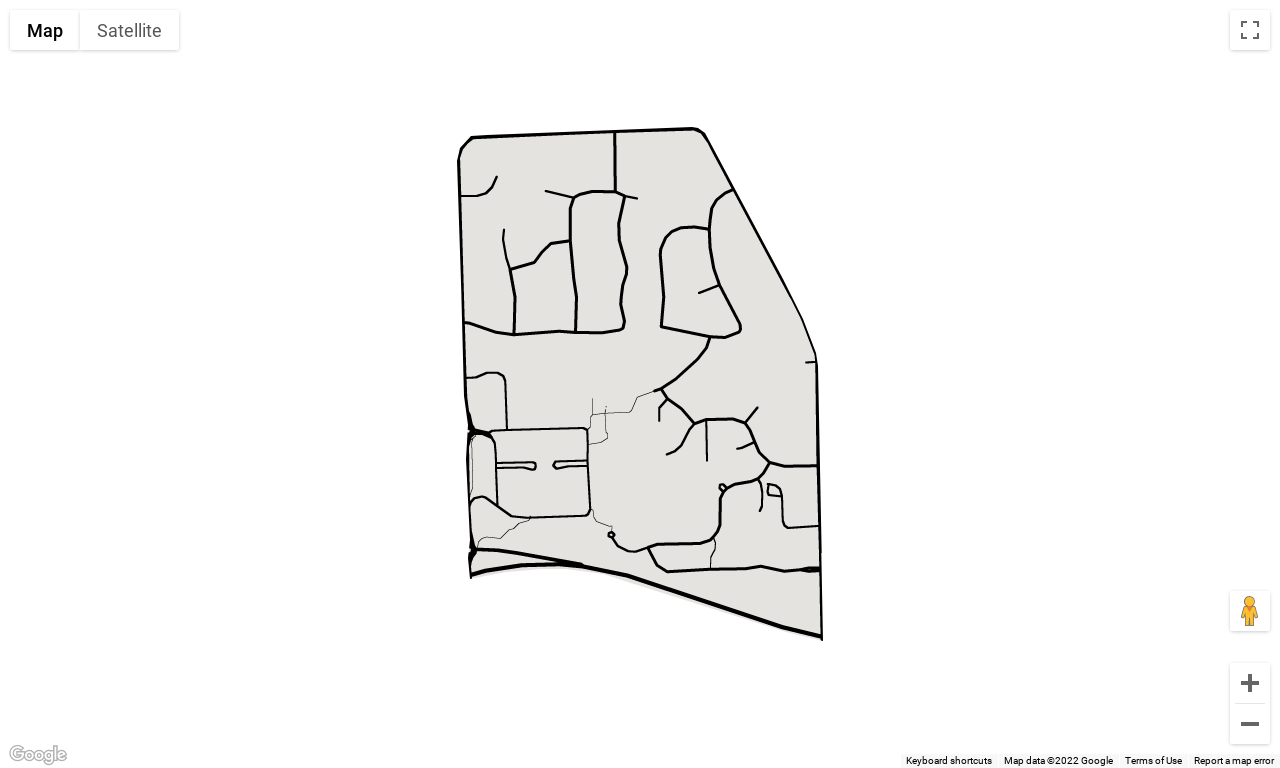 Map
Satellite
Google
Keyboard shortcuts
Map data ©2022 Google
Terms of Use
Report a map error